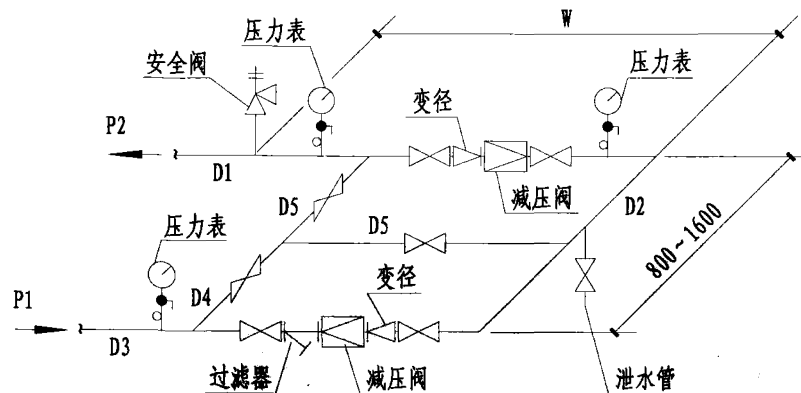 压力表
W
安全阀
压力表
变径
P2
D1
减压阀
D5
D2
压力表
D5
800~1600
D4
变径
P1
D3
过滤器
减压阀
泄水管